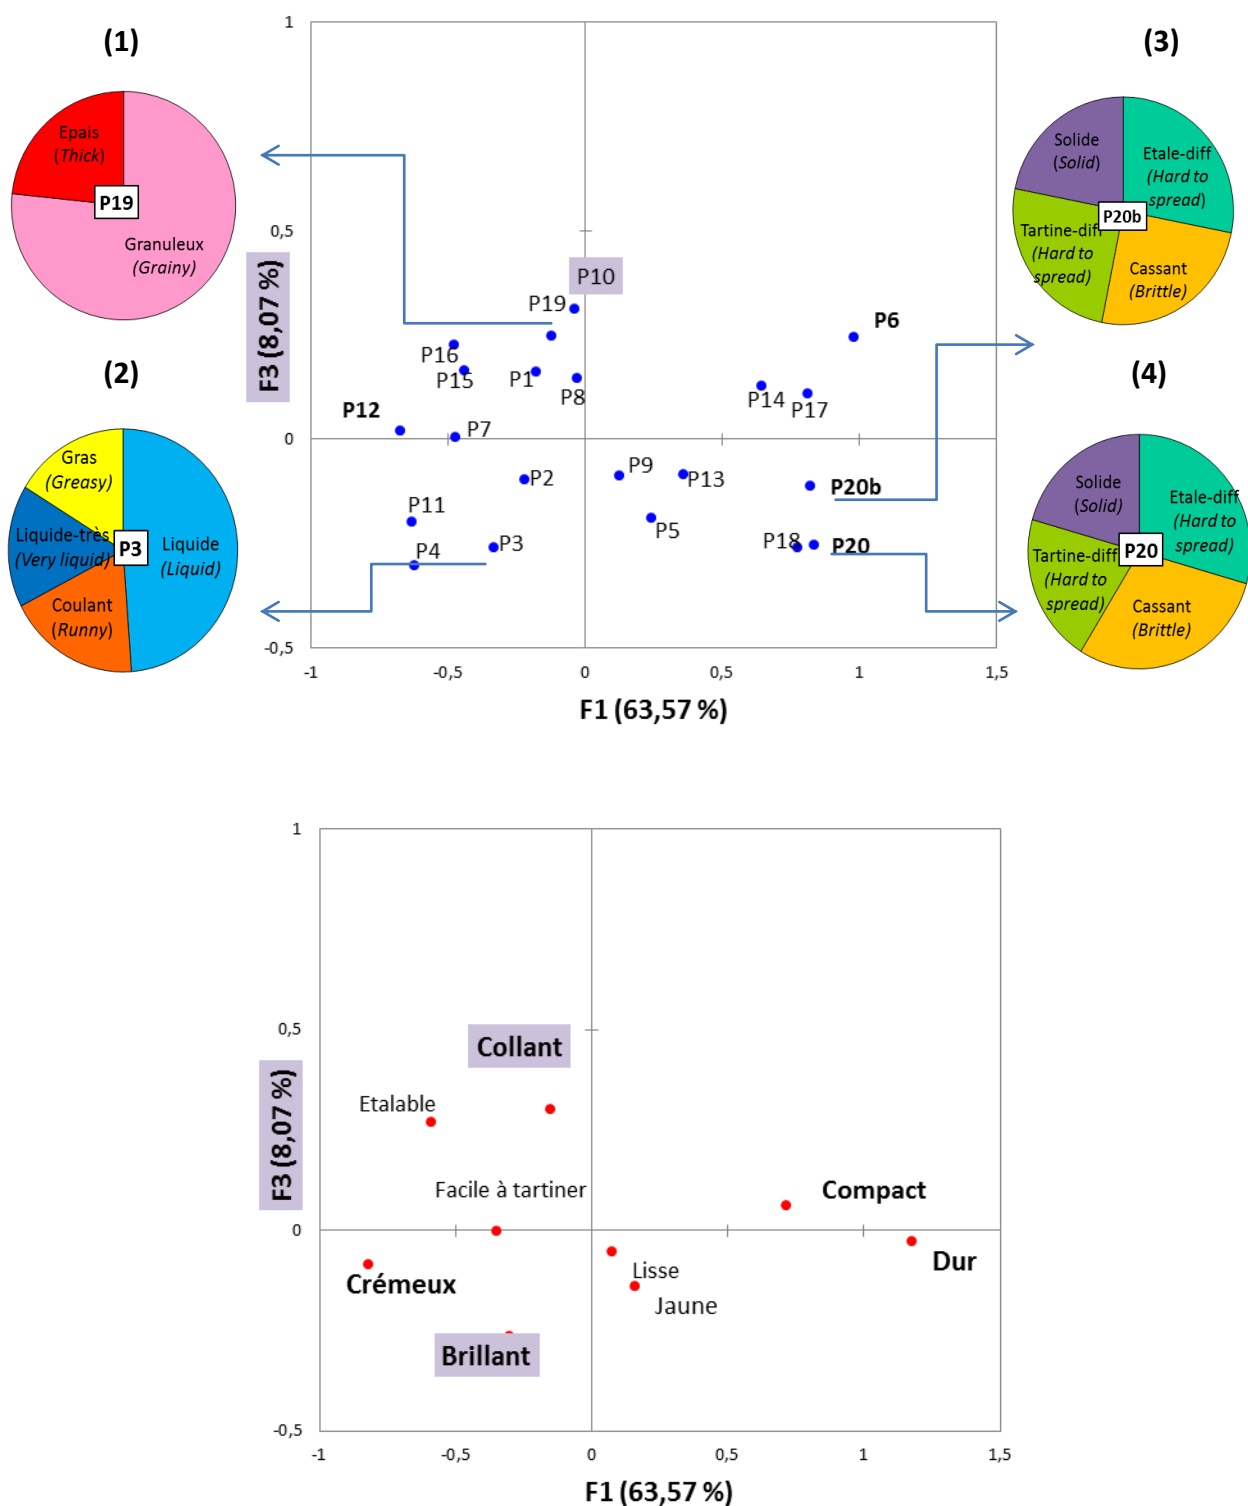 (1)
Epais
(Thick)
P19
Granuleux
(Grainy)
(2)
Gras
(Greasy)
Liquide-très
(Very liquid)
P3
Liquide
(Liquid)
Coulant
(Runny)
(3)
Solide
(Solid)
Etale-diff
(Hard to
spread)
P20b
Tartine-diff
(Hard to
spread)
Cassant
(Brittle)
(4)
Solide
(Solid)
Etale-diff
(Hard to
spread)
Tartine-diff
(Hard to
spread)
P20
Cassant
(Brittle)
1
0,5
0
-0,5
F3 (8,07 %)
P10
P19
P6
P16
P15
P1
P8
P14
P17
P12
P7
P2
P9
P13
P20b
P11
P5
P4
P3
P18
P20
-1
-0,5
0
0,5
1
1,5
F1 (63,57 %)
1
0,5
0
-0,5
F3 (8,07 %)
Collant
Etalable
Facile à tartiner
Compact
Crémeux
Lisse
Dur
Jaune
Brillant
-1
-0,5
0
0,5
1
1,5
F1 (63,57 %)